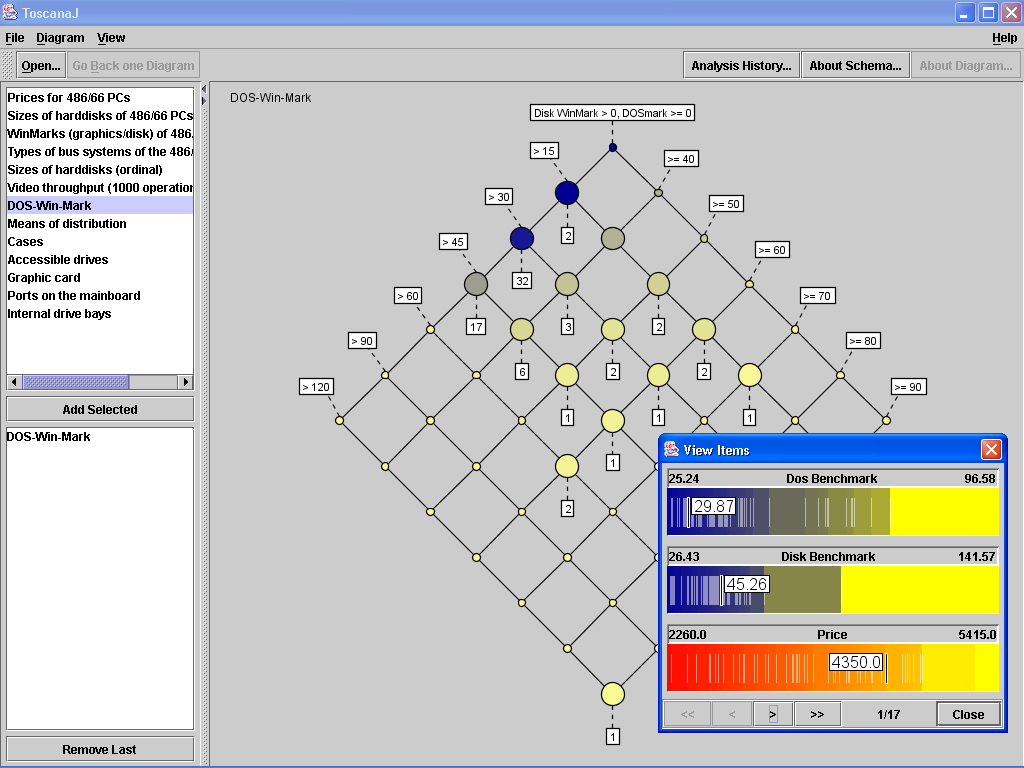 ToscanaJ
File Diagram View Help
Open... Go Back one Diagram Analysis History... About Schema... About Diagram...
Prices for 486/66 PCs
Sizes of harddisks of 486/66 PCs
WinMarks (graphics/disk) of 486.
Types of bus systems of the 486/
Sizes of harddisks (ordinal)
Video throughput (1000 operation
DOS-Win-Mark
Means of distribution
Cases
Accessible drives
Graphic card
Ports on the mainboard
Internal drive bays
Add Selected
DOS-Win-Mark
Remove Last
DOS-Win-Mark
Disk WinMark > 0, DOSmark >= 0
> 15
>= 40
> 30
>= 50
2
> 45
>= 60
32
> 60
>= 70
17
3
2
> 90
>= 80
6
2
2
> 120
>= 90
1
1
1
1
2
1
View Items
25.24 Dos Benchmark 96.58
29.87
26.43 Disk Benchmark 141.57
45.26
2260.0 Price 5415.0
4350.0
<< < > >> 1/17 Close